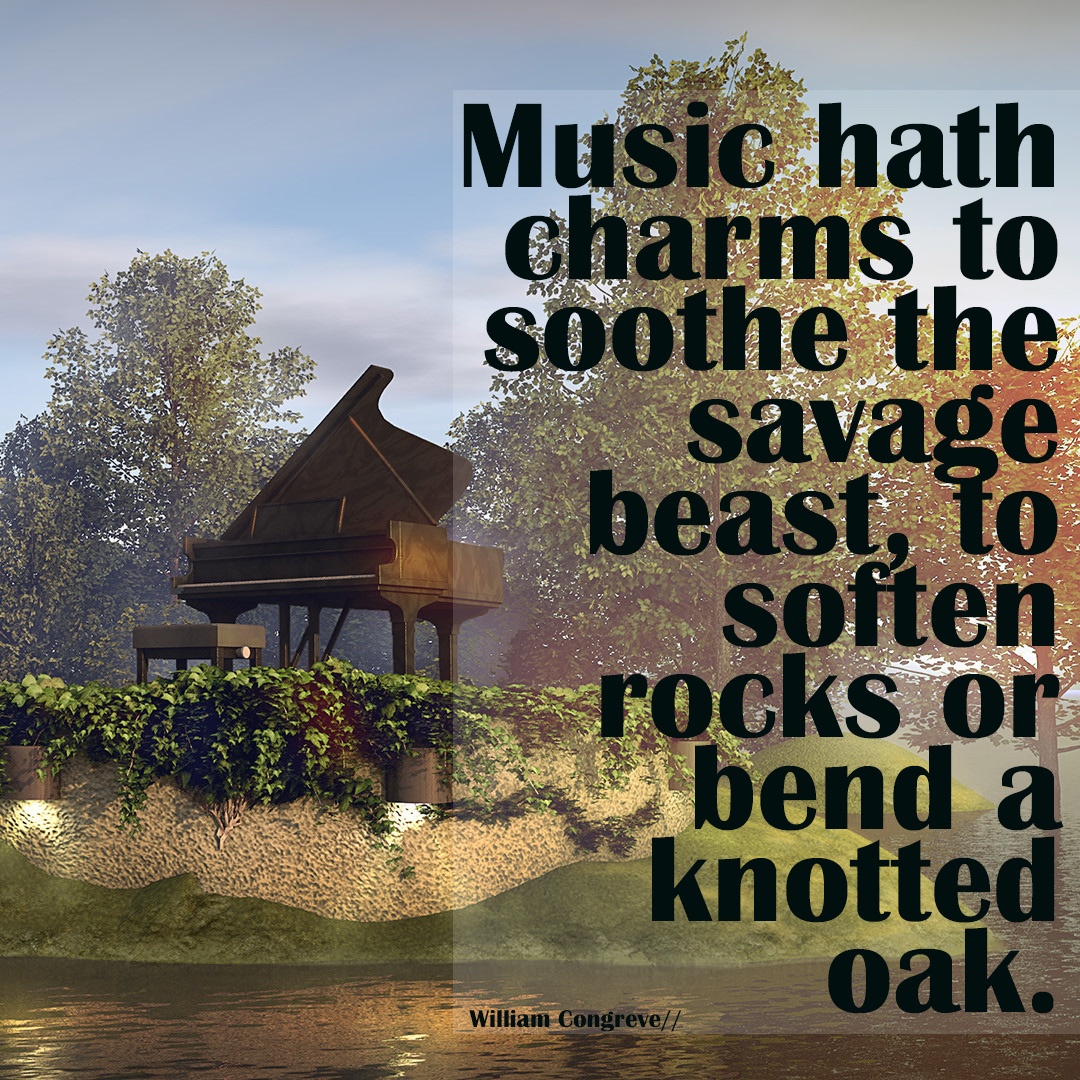 Music hath
charms to
soothe the
savage
beast, to
soften
rocks or
bend a
knotted
oak.
William Congreve//